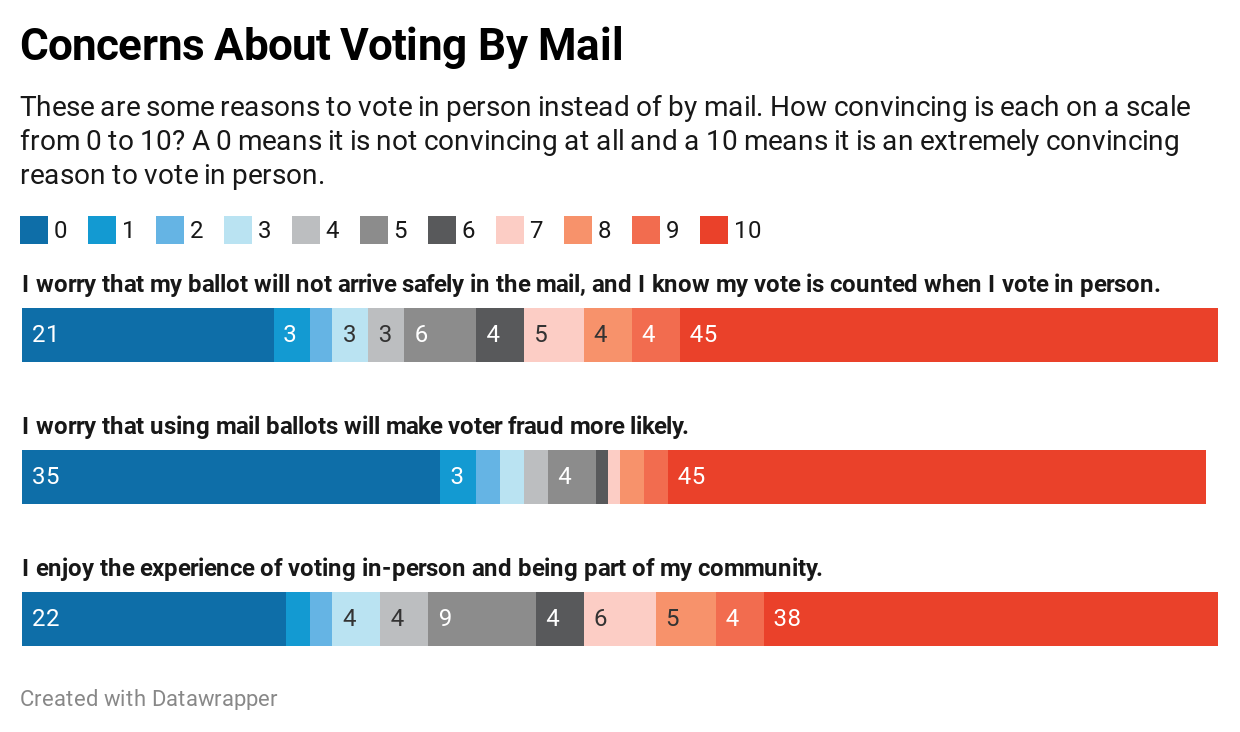 Concerns About Voting By Mail
These are some reasons to vote in person instead of by mail. How convincing is each on a scale
from 0 to 10? A 0 means it is not convincing at all and a 10 means it is an extremely convincing
reason to vote in person.
0 1 2 3 4 5 6 7 8 9 10
I worry that my ballot will not arrive safely in the mail, and I know my vote is counted when I vote in person.
21 3 3 3 6 4 5 4 4 45
I worry that using mail ballots will make voter fraud more likely.
35 3 4 45
I enjoy the experience of voting in-person and being part of my community.
22 4 4 9 4 6 5 4 38
Created with Datawrapper